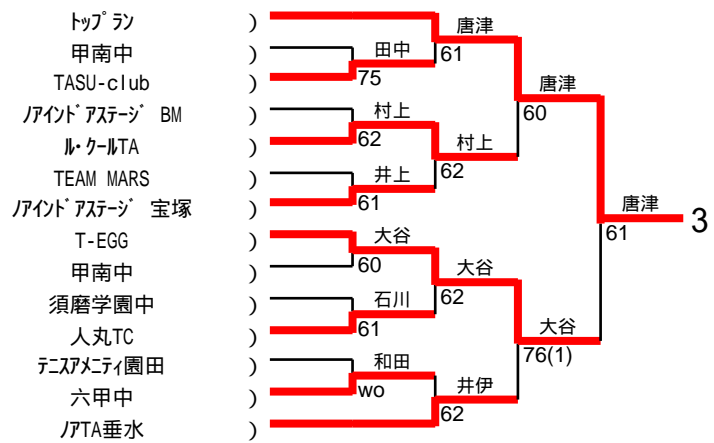 トップラン )
唐津
甲南中 )
田中
61
TASU-club )
75
唐津
ノアインドアステージ BM )
村上
60
ル・クールTA )
62
村上
TEAM MARS )
井上
62
ノアインドアステージ 宝塚 )
61
唐津
3
T-EGG )
大谷
61
甲南中 )
60
大谷
須磨学園中 )
石川
62
人丸TC )
61
大谷
テニスアメニティ園田 )
和田
76(1)
六甲中 )
wo
井伊
ノアTA垂水 )
62